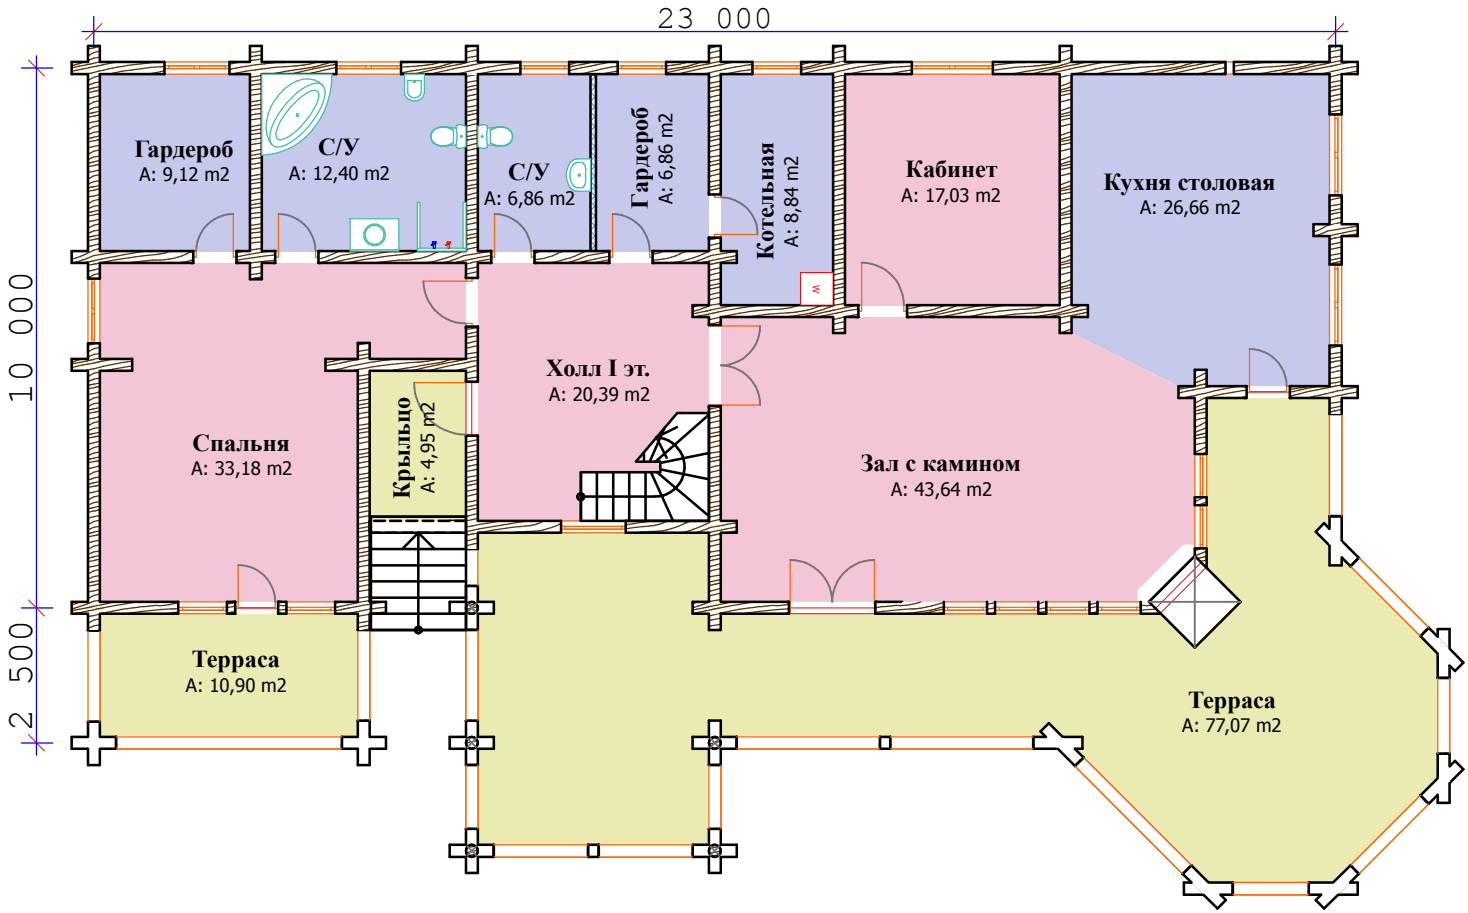 23 000
10 000
2 500
Гардероб
А: 9,12 m2
С/У
А: 12,40 m2
С/У
А: 6,86 m2
Гардероб
А: 6,86 m2
Котельная
А: 8,84 m2
W
Кабинет
А: 17,03 m2
Кухня столовая
А: 26,66 m2
Холл I эт.
А: 20,39 m2
Спальня
А: 33,18 m2
Крыльцо
А: 4,95 m2
Зал с камином
А: 43,64 m2
Терраса
А: 10,90 m2
Терраса
А: 77,07 m2